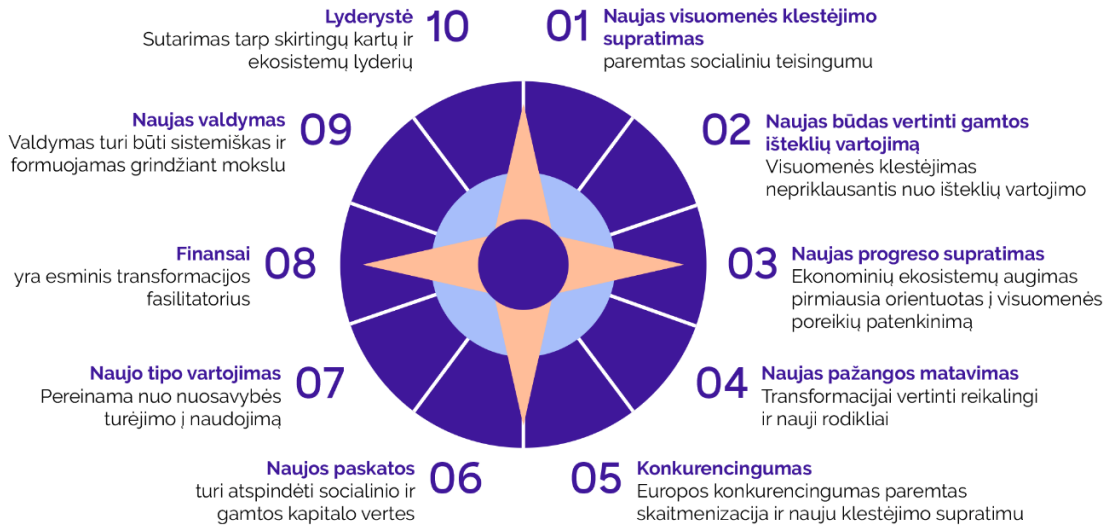 01
Naujas visuomenės klestėjimo
supratimas
paremtas socialiniu teisingumu
02
Naujas būdas vertinti gamtos
išteklių vartojimą
Visuomenės klestėjimas
nepriklausantis nuo išteklių vartojimo
03
Naujas progreso supratimas
Ekonominių ekosistemų augimas
pirmiausia orientuotas į visuomenės
poreikių patenkinimą
04
Naujas pažangos matavimas
Transformacijai vertinti reikalingi
ir nauji rodikliai
05
Konkurencingumas
Europos konkurencingumas paremtas
skaitmenizacija ir nauju klestėjimo supratimu
06
Naujos paskatos
turi atspindėti socialinio ir
gamtos kapitalo vertes
07
Naujo tipo vartojimas
Pereinama nuo nuosavybės
turėjimo į naudojimą
08
Finansai
yra esminis transformacijos
fasilitatorius
09
Naujas valdymas
Valdymas turi būti sistemiškas ir
formuojamas grindžiant mokslu
10
Lyderystė
Sutarimas tarp skirtingų kartų ir
ekosistemų lyderių